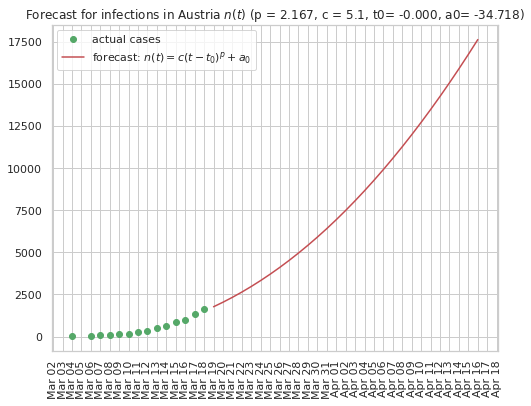 Forecast for infections in Austria n(t) (p = 2.167, c = 5.1, t0= -0.000, a0= -34.718)
actual cases
forecast: n(t) = c(t − t₀)ᵖ + a₀
17500
15000
12500
10000
7500
5000
2500
0
Mar 02
Mar 03
Mar 04
Mar 05
Mar 06
Mar 07
Mar 08
Mar 09
Mar 10
Mar 11
Mar 12
Mar 13
Mar 14
Mar 15
Mar 16
Mar 17
Mar 18
Mar 19
Mar 20
Mar 21
Mar 22
Mar 23
Mar 24
Mar 25
Mar 26
Mar 27
Mar 28
Mar 29
Mar 30
Mar 31
Apr 01
Apr 02
Apr 03
Apr 04
Apr 05
Apr 06
Apr 07
Apr 08
Apr 09
Apr 10
Apr 11
Apr 12
Apr 13
Apr 14
Apr 15
Apr 16
Apr 17
Apr 18